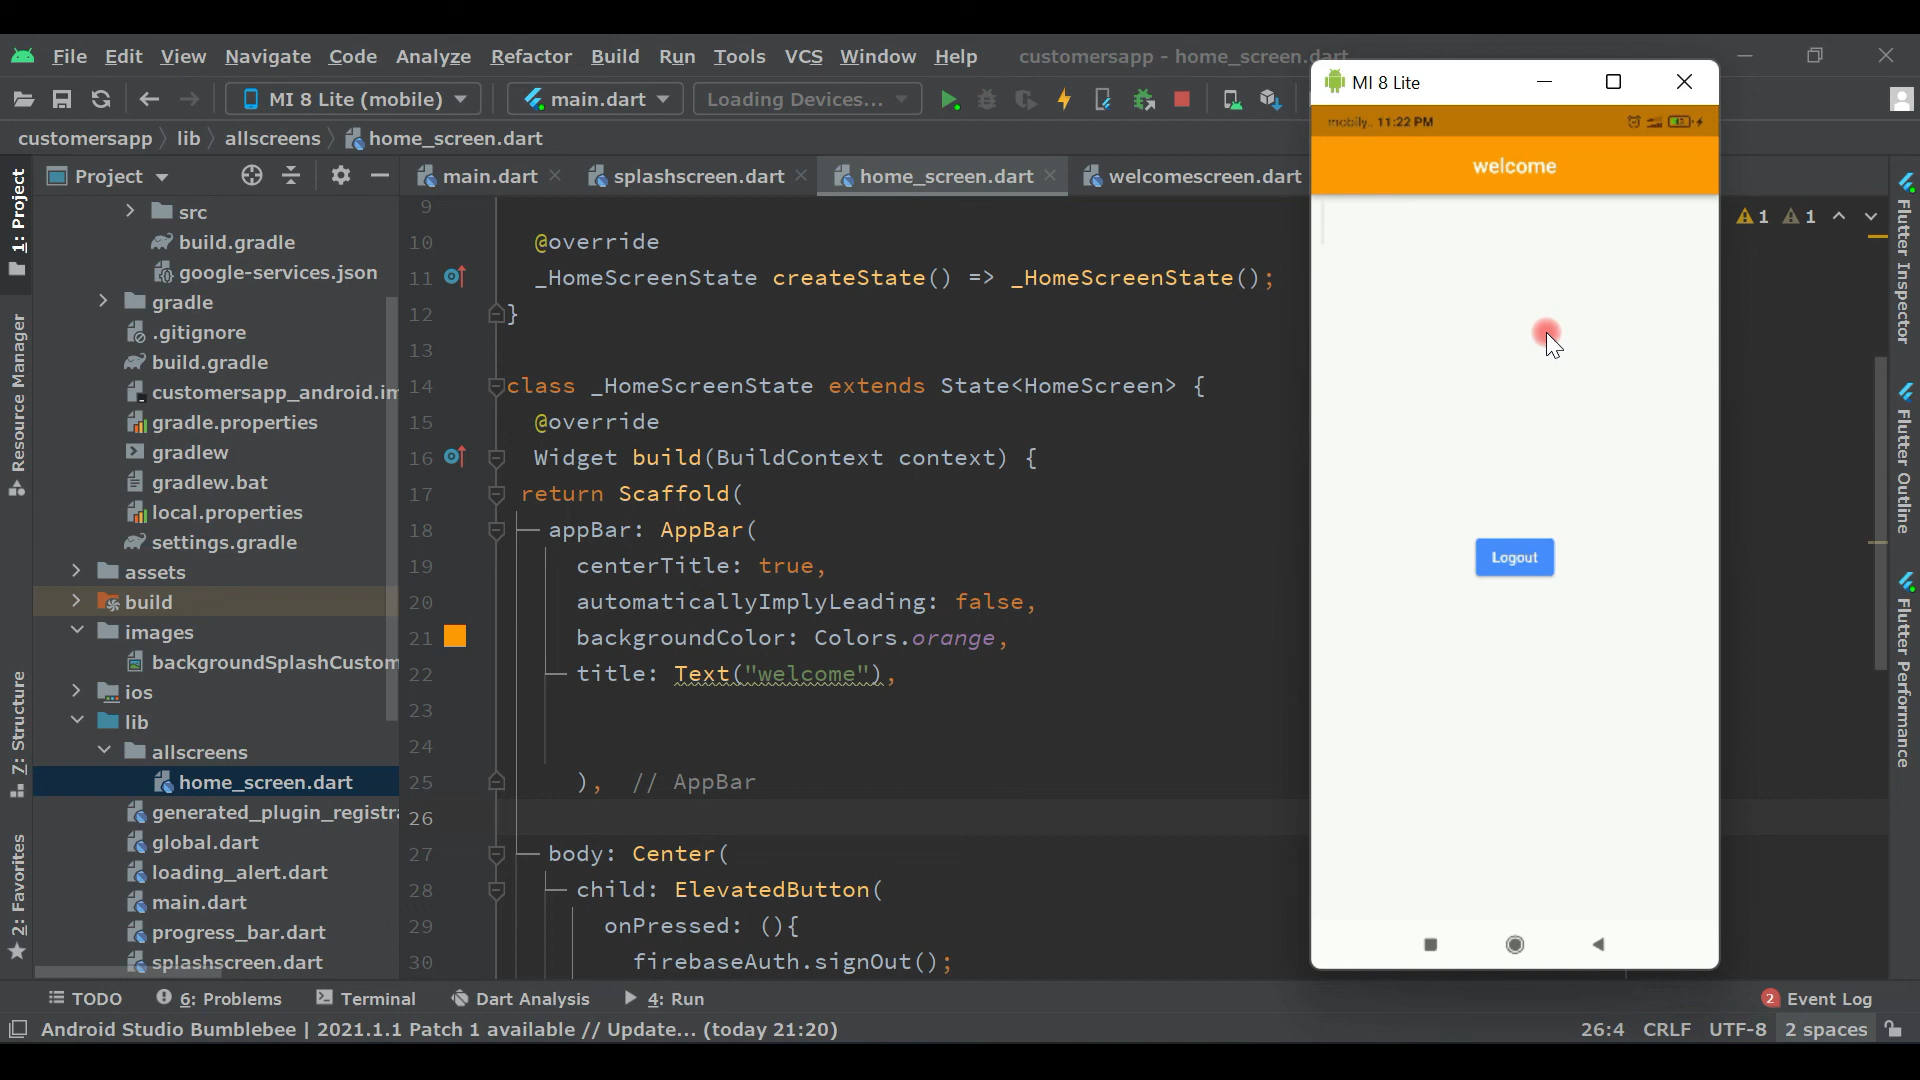 File Edit View Navigate Code Analyze Refactor Build Run Tools VCS Window Help customersapp - home_screen.dart
MI 8 Lite (mobile) main.dart Loading Devices...
customersapp lib allscreens home_screen.dart
Project main.dart splashscreen.dart home_screen.dart welcomescreen.dart
1: Project
Resource Manager
7: Structure
2: Favorites
src
build.gradle
google-services.json
gradle
.gitignore
build.gradle
customersapp_android.im
gradle.properties
gradlew
gradlew.bat
local.properties
settings.gradle
assets
build
images
backgroundSplashCustom
ios
lib
allscreens
home_screen.dart
generated_plugin_registra
global.dart
loading_alert.dart
main.dart
progress_bar.dart
splashscreen.dart
9
10 @override
11 _HomeScreenState createState() => _HomeScreenState();
12 }
13
14 class _HomeScreenState extends State<HomeScreen> {
15 @override
16 Widget build(BuildContext context) {
17 return Scaffold(
18 appBar: AppBar(
19 centerTitle: true,
20 automaticallyImplyLeading: false,
21 backgroundColor: Colors.orange,
22 title: Text("welcome"),
23
24
25 ), // AppBar
26
27 body: Center(
28 child: ElevatedButton(
29 onPressed: (){
30 firebaseAuth.signOut();
MI 8 Lite
mobily.. 11:22 PM
welcome
Logout
1 1
Flutter Inspector
Flutter Outline
Flutter Performance
TODO 6: Problems Terminal Dart Analysis 4: Run 2 Event Log
Android Studio Bumblebee | 2021.1.1 Patch 1 available // Update... (today 21:20) 26:4 CRLF UTF-8 2 spaces